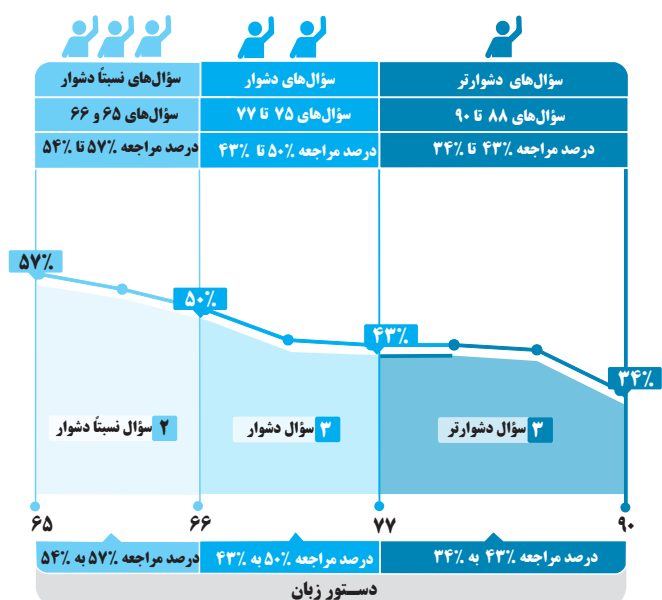 سؤال‌های دشوارتر
سؤال‌های دشوار
سؤال‌های نسبتاً دشوار
سؤال‌های ۸۸ تا ۹۰
سؤال‌های ۷۵ تا ۷۷
سؤال‌های ۶۵ و ۶۶
درصد مراجعه ۴۳٪ تا ۳۴٪
درصد مراجعه ۵۰٪ تا ۴۳٪
درصد مراجعه ۵۷٪ تا ۵۴٪
۵۷٪
۵۰٪
۴۳٪
۳۴٪
۳ سؤال دشوارتر
۳ سؤال دشوار
۲ سؤال نسبتاً دشوار
۶۵
۶۶
۷۷
۹۰
درصد مراجعه ۴۳٪ به ۳۴٪
درصد مراجعه ۵۰٪ به ۴۳٪
درصد مراجعه ۵۷٪ به ۵۴٪
دستور زبان